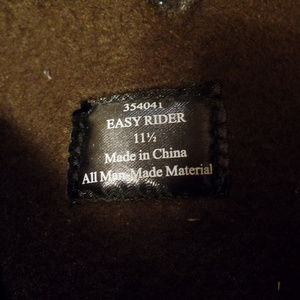 354041
EASY RIDER
11½
Made in China
All Man-Made Material